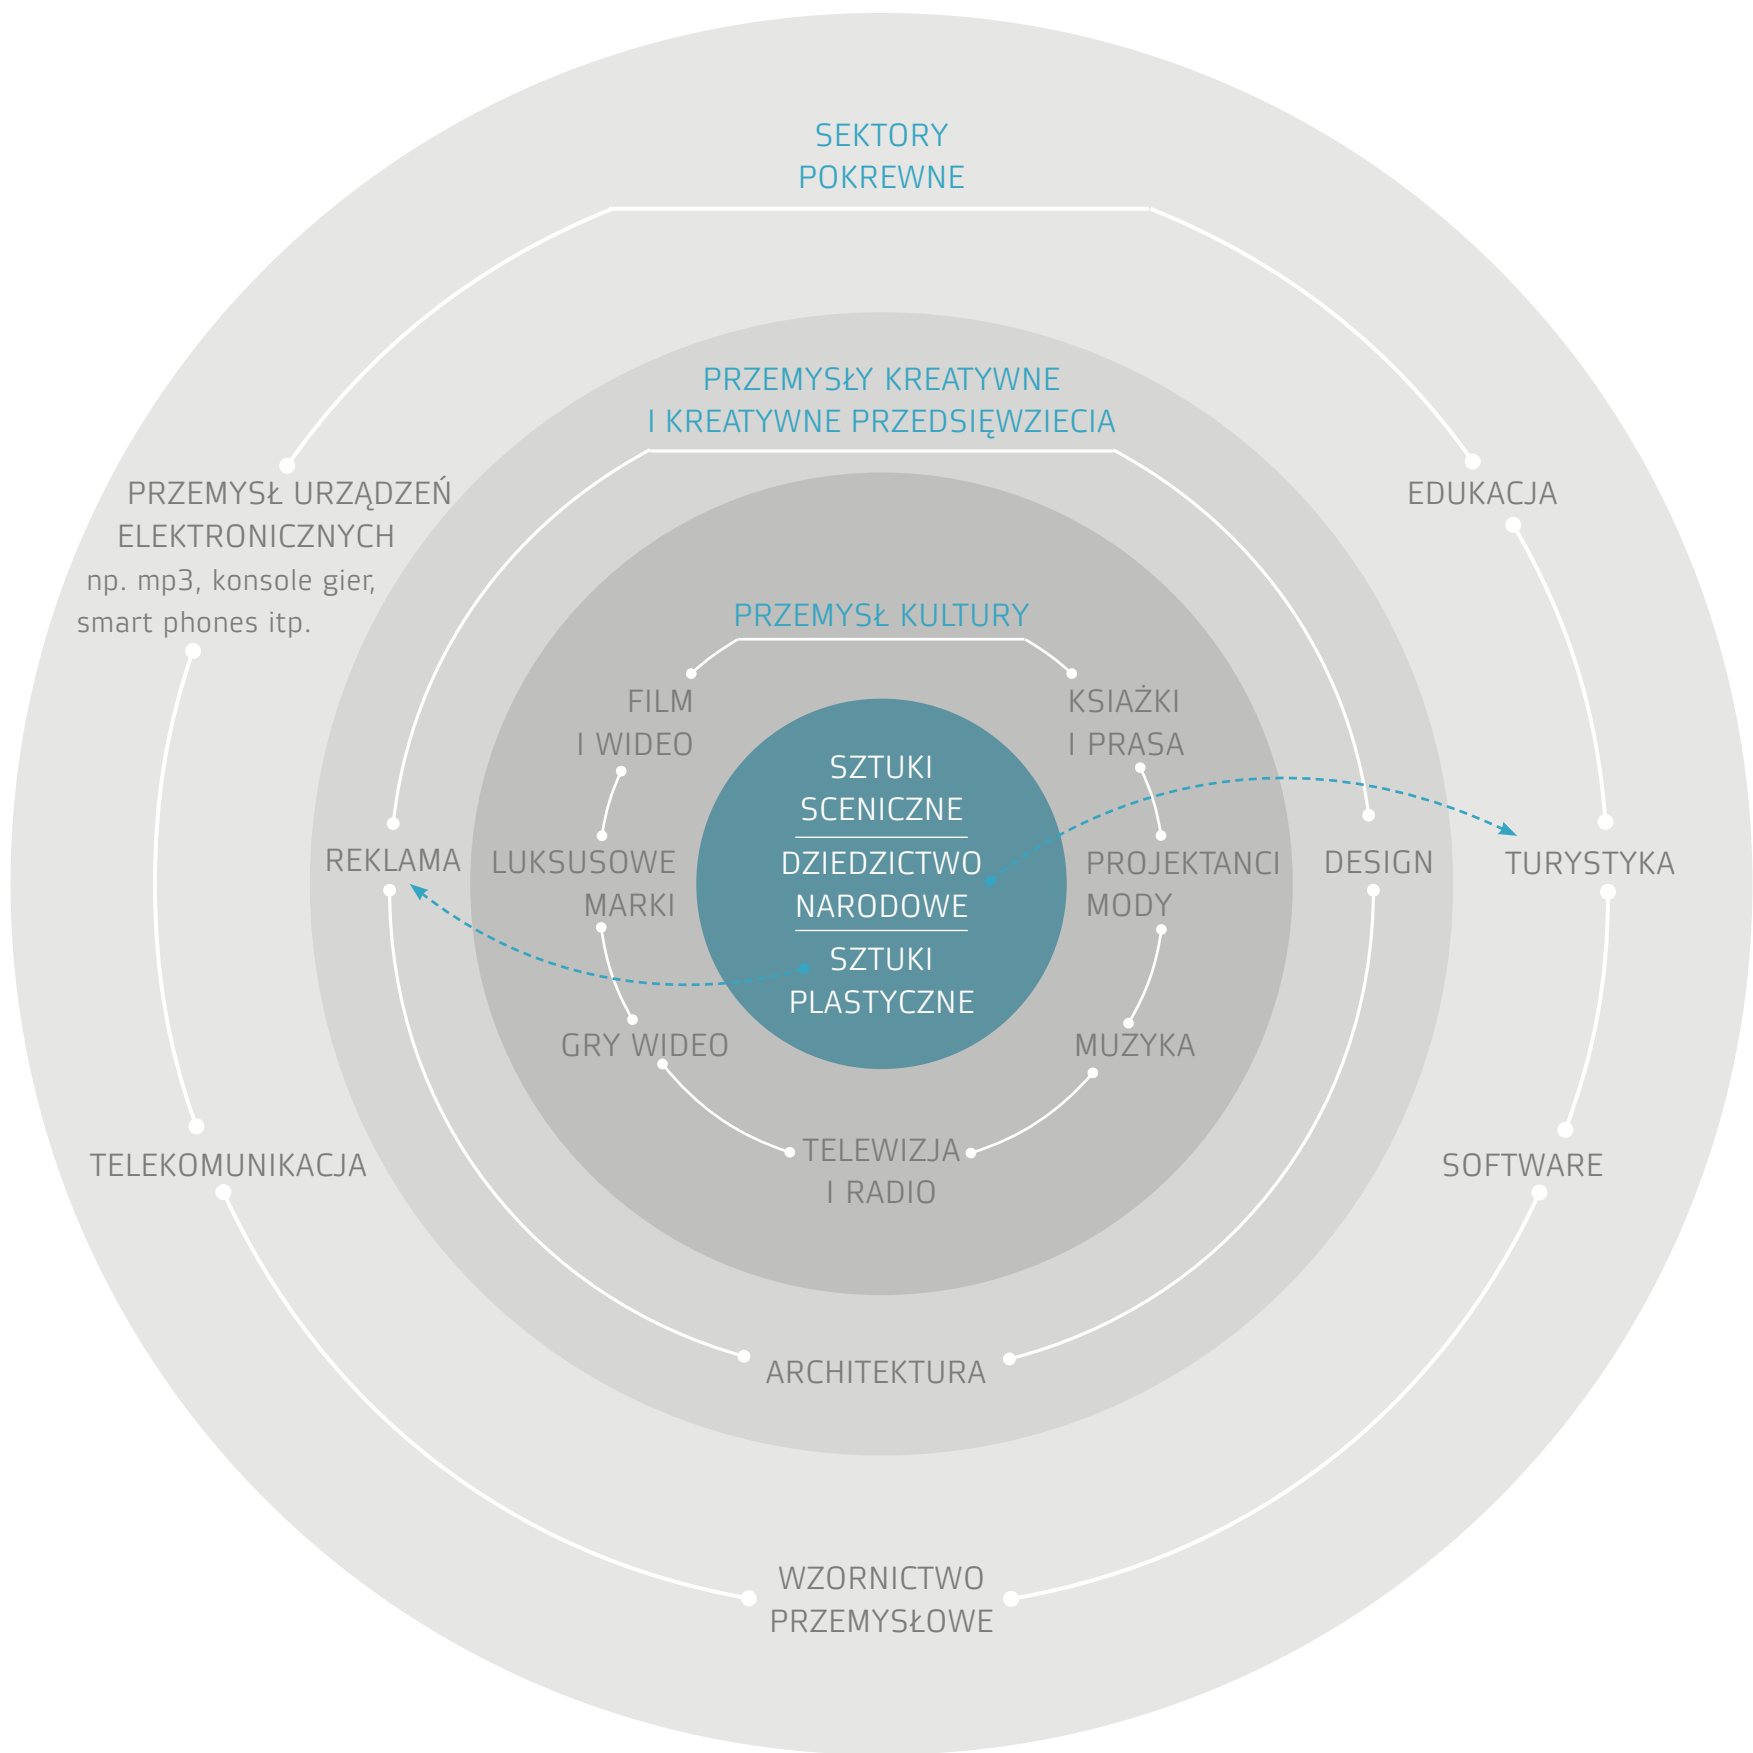 SEKTORY
POKREWNE
PRZEMYSŁY KREATYWNE
I KREATYWNE PRZEDSIĘWZIECIA
PRZEMYSŁ URZĄDZEŃ
ELEKTRONICZNYCH
np. mp3, konsole gier,
smart phones itp.
EDUKACJA
PRZEMYSŁ KULTURY
FILM
I WIDEO
KSIAŻKI
I PRASA
SZTUKI
SCENICZNE
DZIEDZICTWO
NARODOWE
SZTUKI
PLASTYCZNE
REKLAMA
LUKSUSOWE
MARKI
PROJEKTANCI
MODY
DESIGN
TURYSTYKA
GRY WIDEO
MUZYKA
TELEWIZJA
I RADIO
TELEKOMUNIKACJA
SOFTWARE
ARCHITEKTURA
WZORNICTWO
PRZEMYSŁOWE